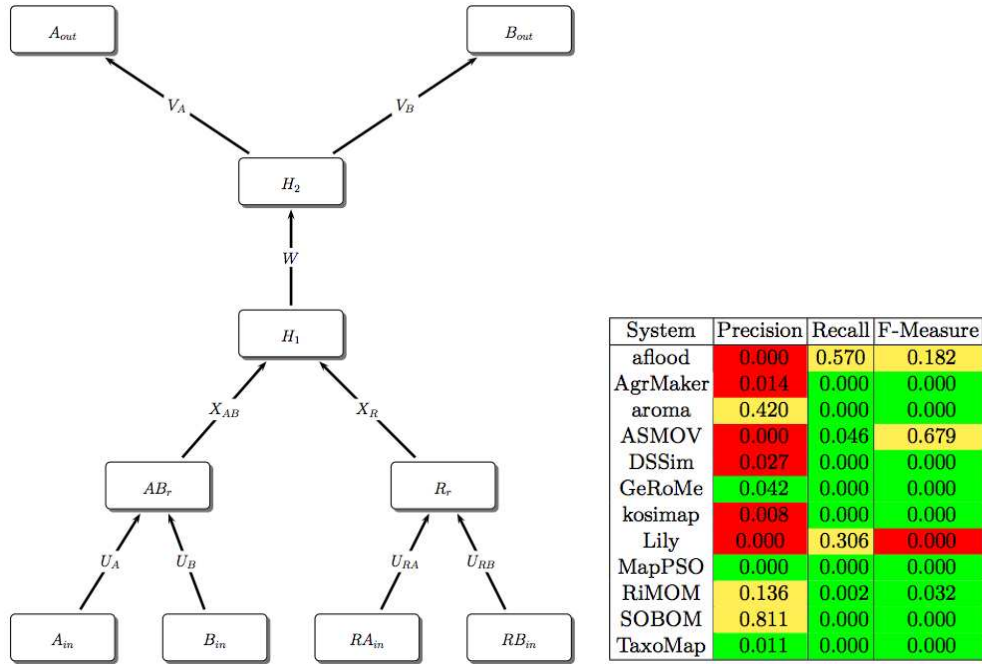 A_out B_out
V_A V_B
H_2
W
H_1
X_AB X_R
AB_r R_r
U_A U_B U_RA U_RB
A_in B_in RA_in RB_in
System Precision Recall F-Measure
aflood 0.000 0.570 0.182
AgrMaker 0.014 0.000 0.000
aroma 0.420 0.000 0.000
ASMOV 0.000 0.046 0.679
DSSim 0.027 0.000 0.000
GeRoMe 0.042 0.000 0.000
kosimap 0.008 0.000 0.000
Lily 0.000 0.306 0.000
MapPSO 0.000 0.000 0.000
RiMOM 0.136 0.002 0.032
SOBOM 0.811 0.000 0.000
TaxoMap 0.011 0.000 0.000